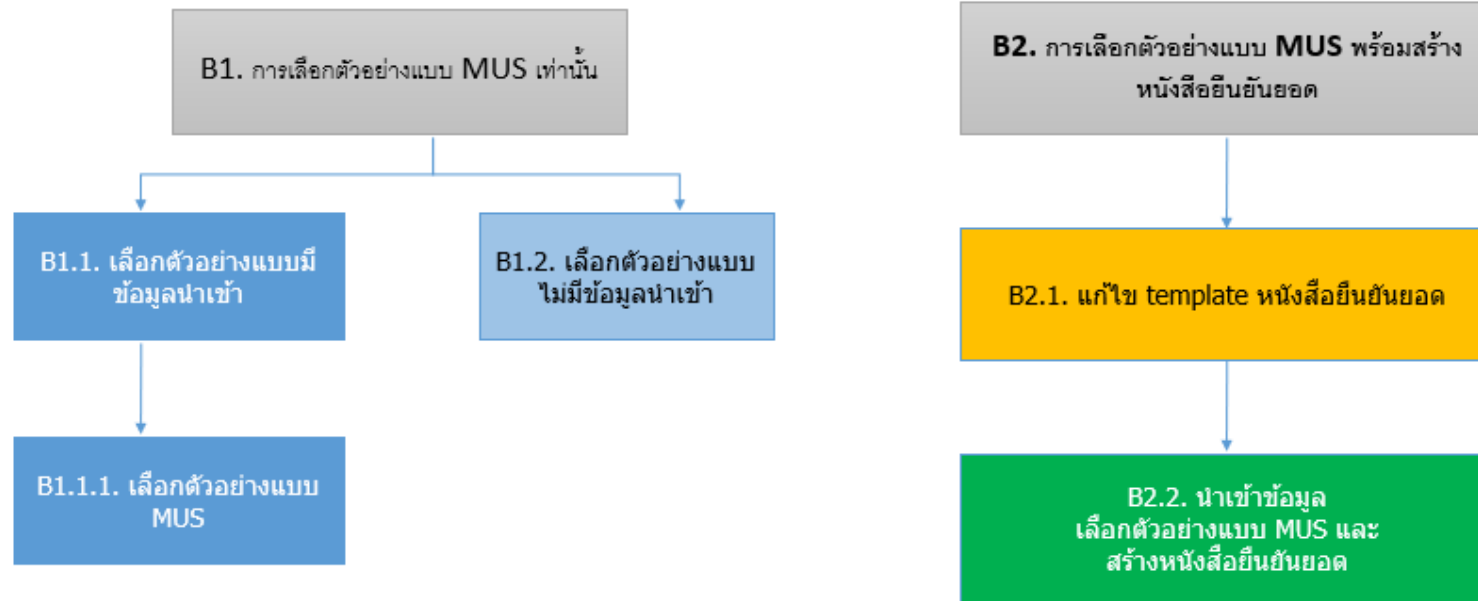 B1. การเลือกตัวอย่างแบบ MUS เท่านั้น
B1.1. เลือกตัวอย่างแบบมี
ข้อมูลนำเข้า
B1.2. เลือกตัวอย่างแบบ
ไม่มีข้อมูลนำเข้า
B1.1.1. เลือกตัวอย่างแบบ
MUS
B2. การเลือกตัวอย่างแบบ MUS พร้อมสร้าง
หนังสือยืนยันยอด
B2.1. แก้ไข template หนังสือยืนยันยอด
B2.2. นำเข้าข้อมูล
เลือกตัวอย่างแบบ MUS และ
สร้างหนังสือยืนยันยอด